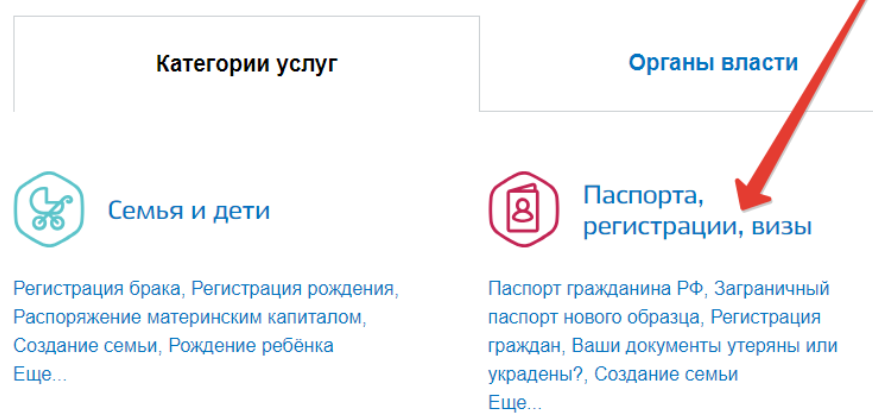 Категории услуг
Органы власти
Семья и дети
Регистрация брака, Регистрация рождения,
Распоряжение материнским капиталом,
Создание семьи, Рождение ребёнка
Еще...
Паспорта,
регистрации, визы
Паспорт гражданина РФ, Заграничный
паспорт нового образца, Регистрация
граждан, Ваши документы утеряны или
украдены?, Создание семьи
Еще...